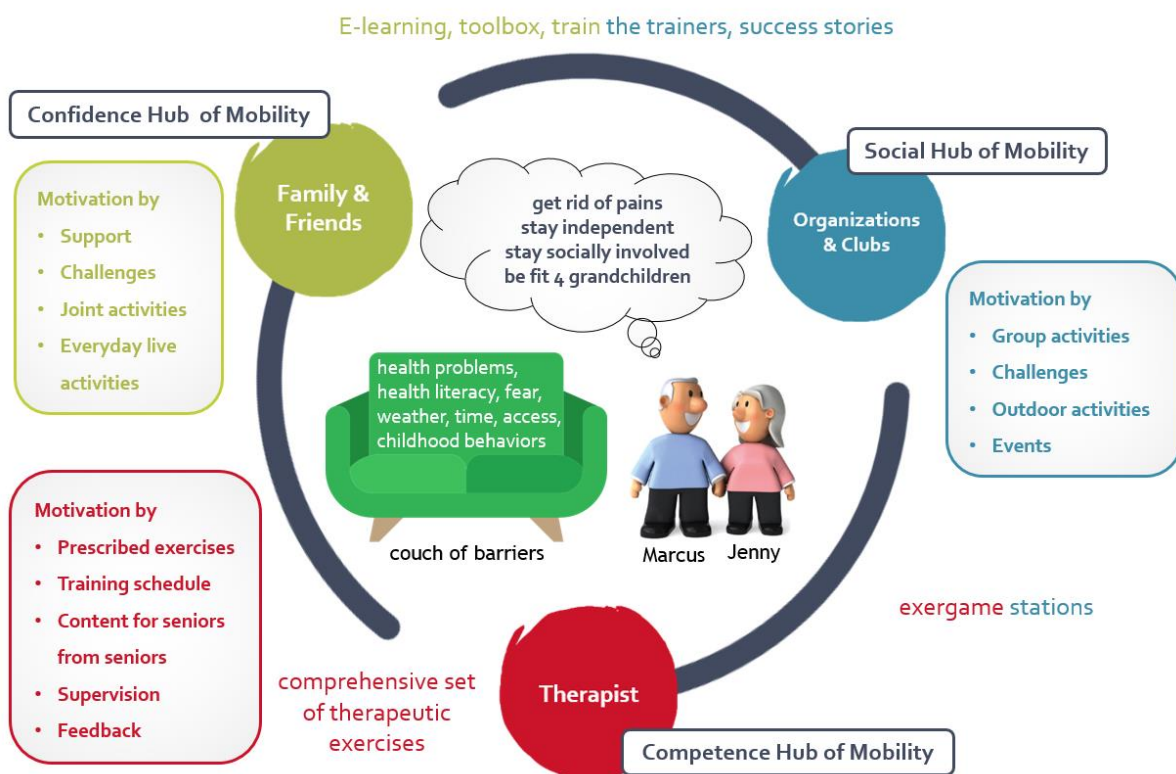 E-learning, toolbox, train the trainers, success stories
Confidence Hub of Mobility
Family &
Friends
Motivation by
• Support
• Challenges
• Joint activities
• Everyday live
activities
Social Hub of Mobility
Organizations
& Clubs
Motivation by
• Group activities
• Challenges
• Outdoor activities
• Events
get rid of pains
stay independent
stay socially involved
be fit 4 grandchildren
health problems,
health literacy, fear,
weather, time, access,
childhood behaviors
couch of barriers
Marcus
Jenny
Motivation by
• Prescribed exercises
• Training schedule
• Content for seniors
from seniors
• Supervision
• Feedback
comprehensive set
of therapeutic
exercises
Therapist
exergame stations
Competence Hub of Mobility